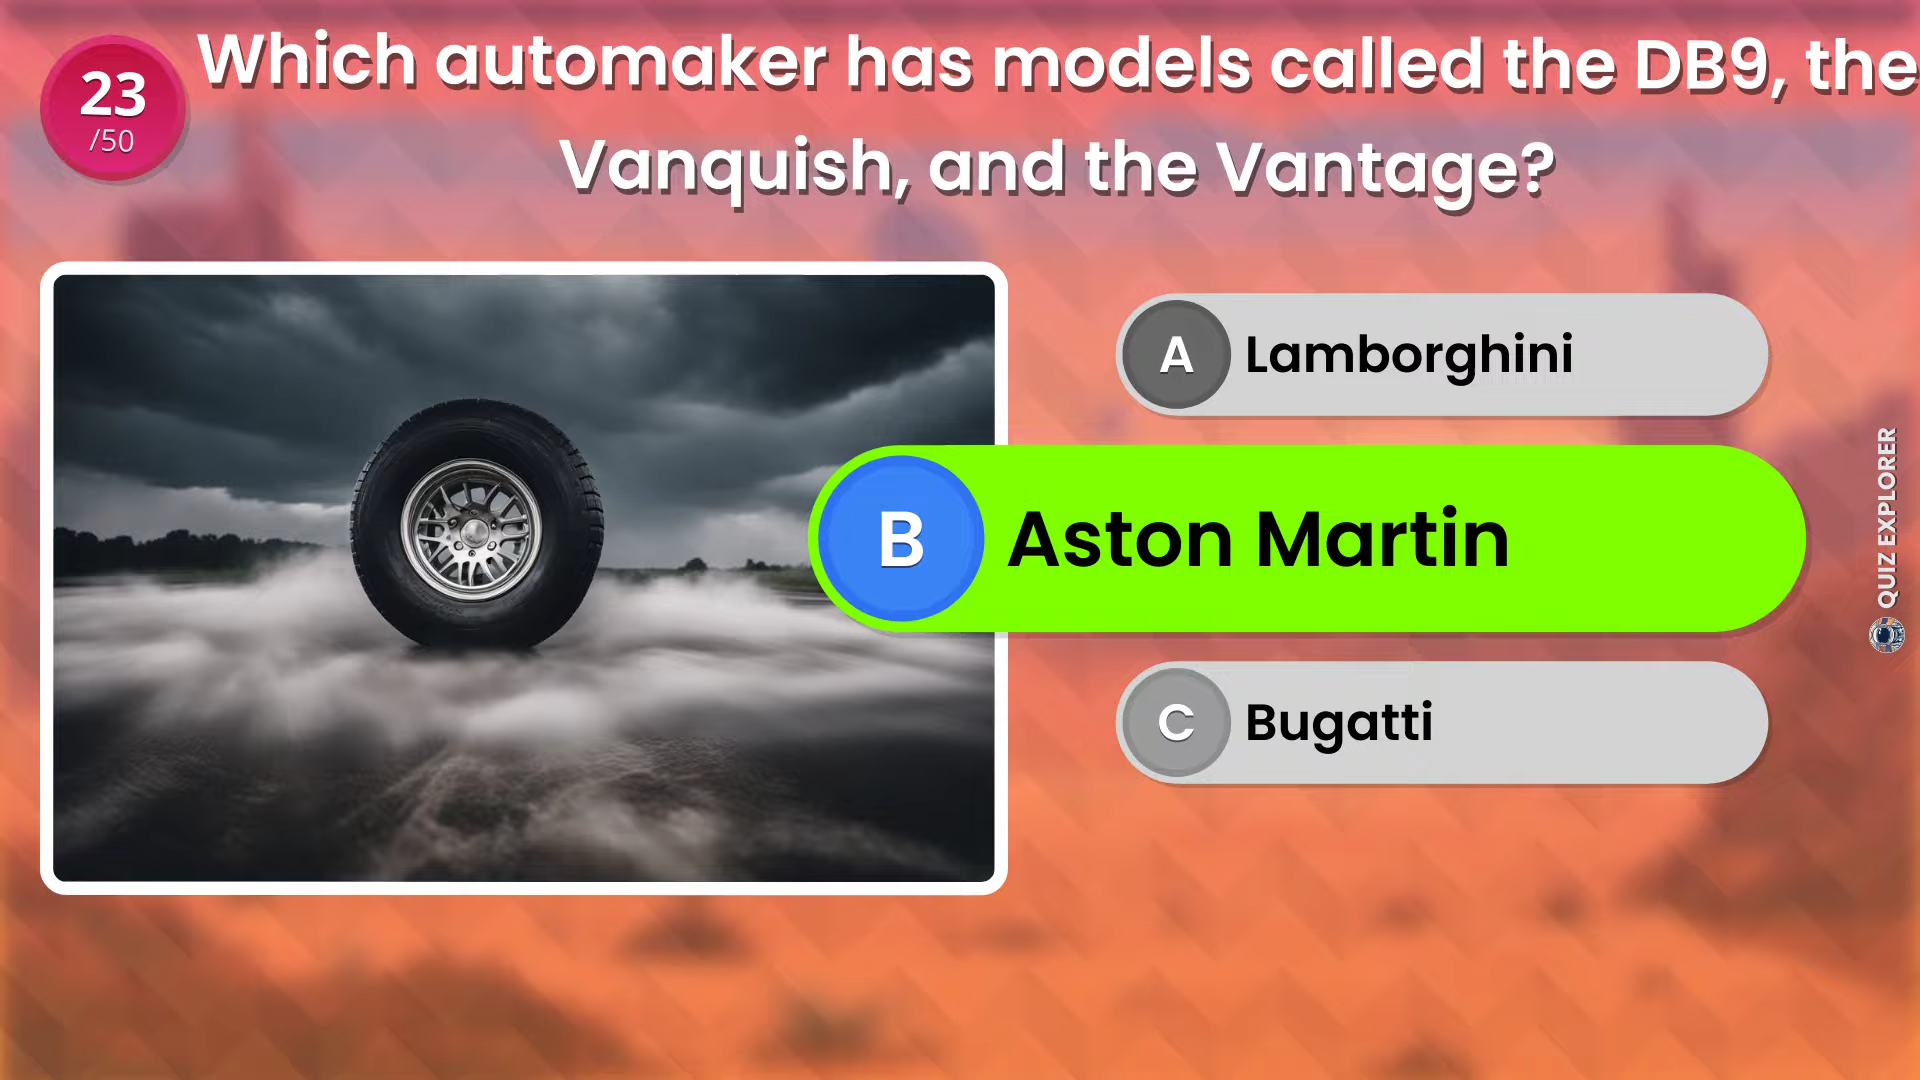 23
/50
Which automaker has models called the DB9, the
Vanquish, and the Vantage?
A Lamborghini
B Aston Martin
C Bugatti
QUIZ EXPLORER